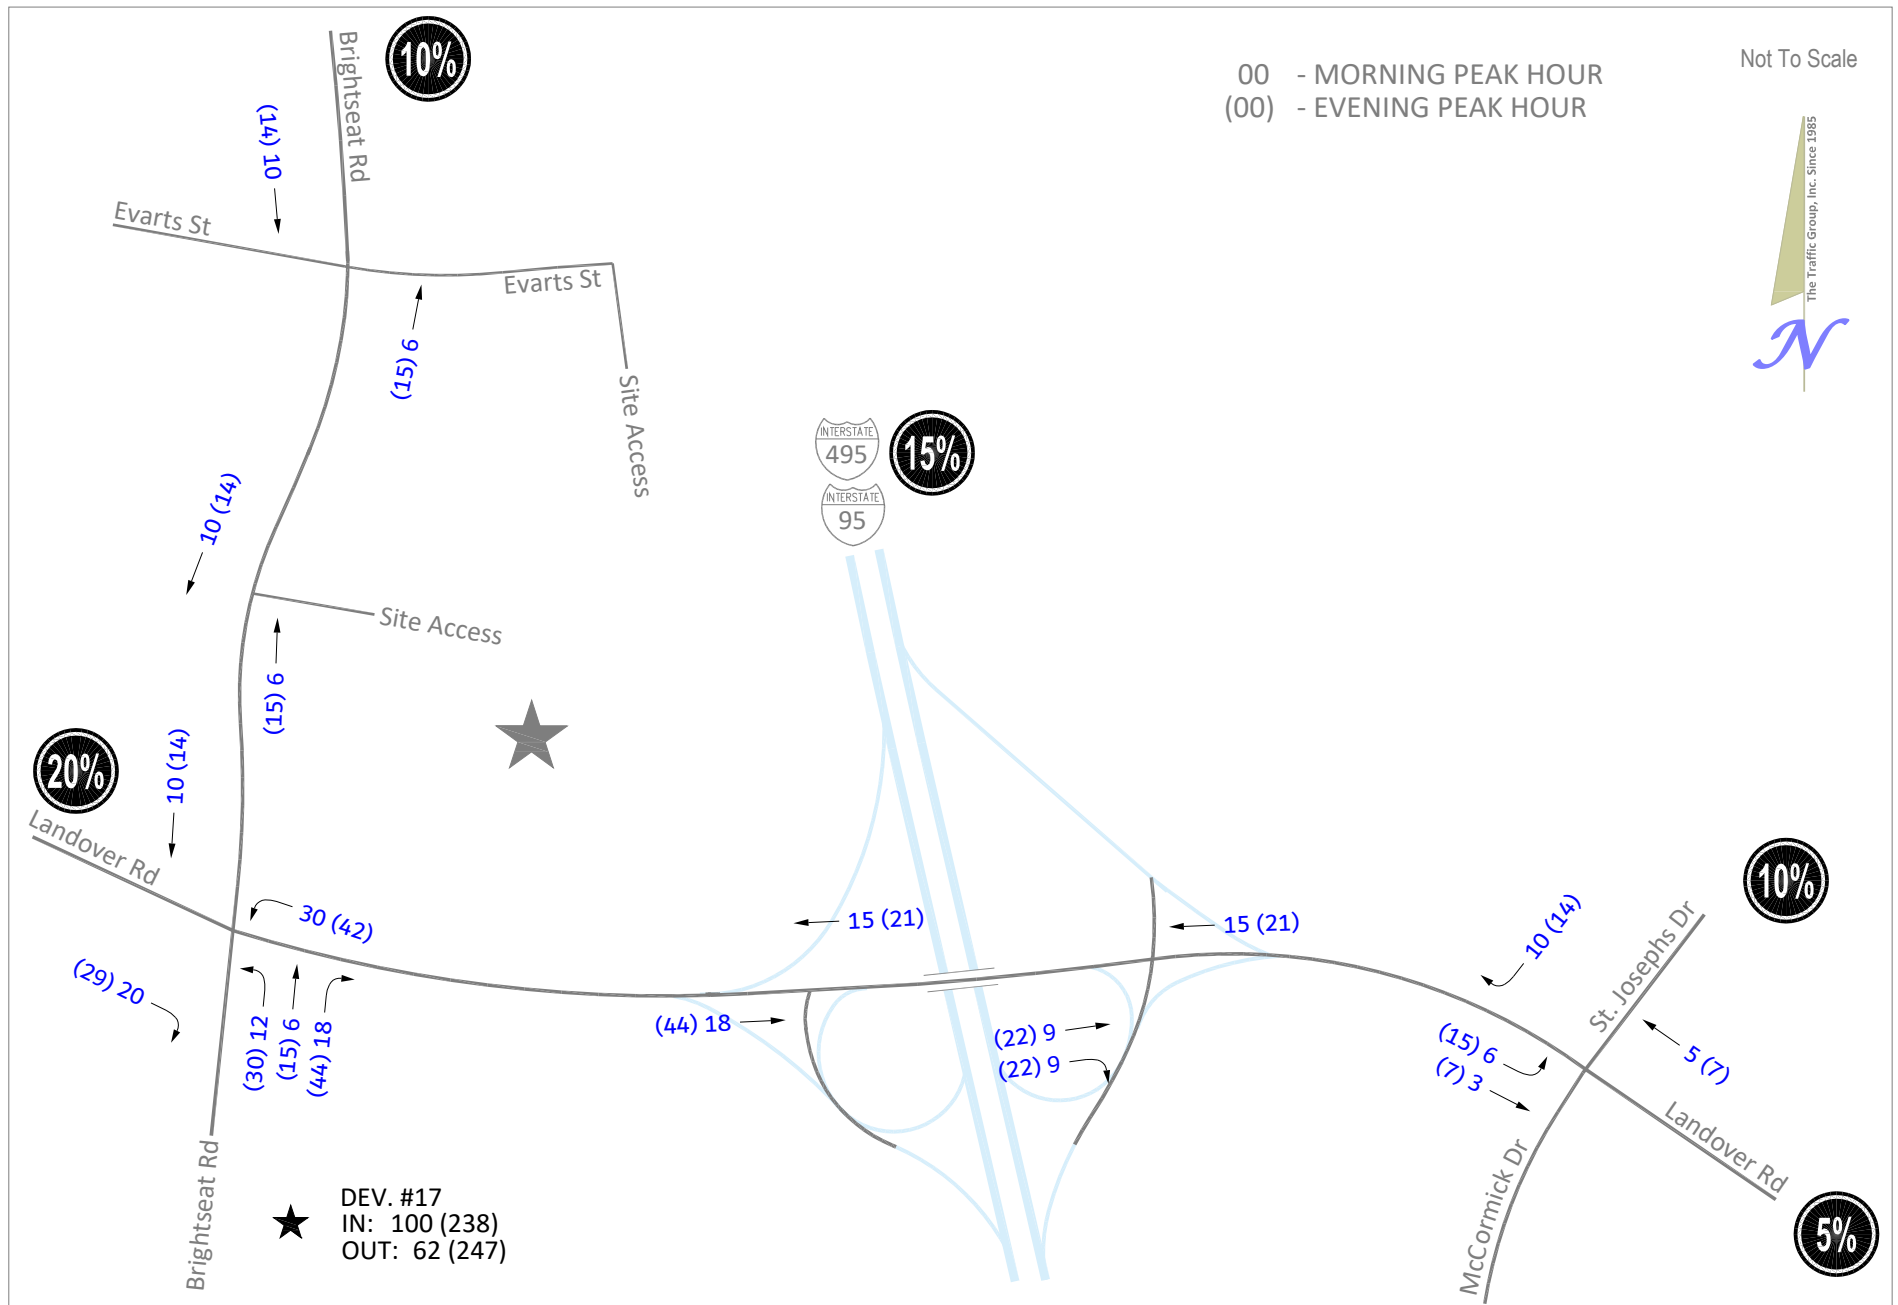 Brightseat Rd
10%
00 - MORNING PEAK HOUR
(00) - EVENING PEAK HOUR
Not To Scale
The Traffic Group, Inc. Since 1985
N
(14) 10
Evarts St
Evarts St
(15) 6
Site Access
INTERSTATE
495
15%
INTERSTATE
95
10 (14)
Site Access
(15) 6
10 (14)
20%
Landover Rd
30 (42)
(29) 20
(30) 12
(15) 6
(44) 18
15 (21)
15 (21)
(44) 18
(22) 9
(22) 9
10 (14)
10%
St. Josephs Dr
(15) 6
(7) 3
5 (7)
Landover Rd
McCormick Dr
5%
Brightseat Rd
DEV. #17
IN: 100 (238)
OUT: 62 (247)